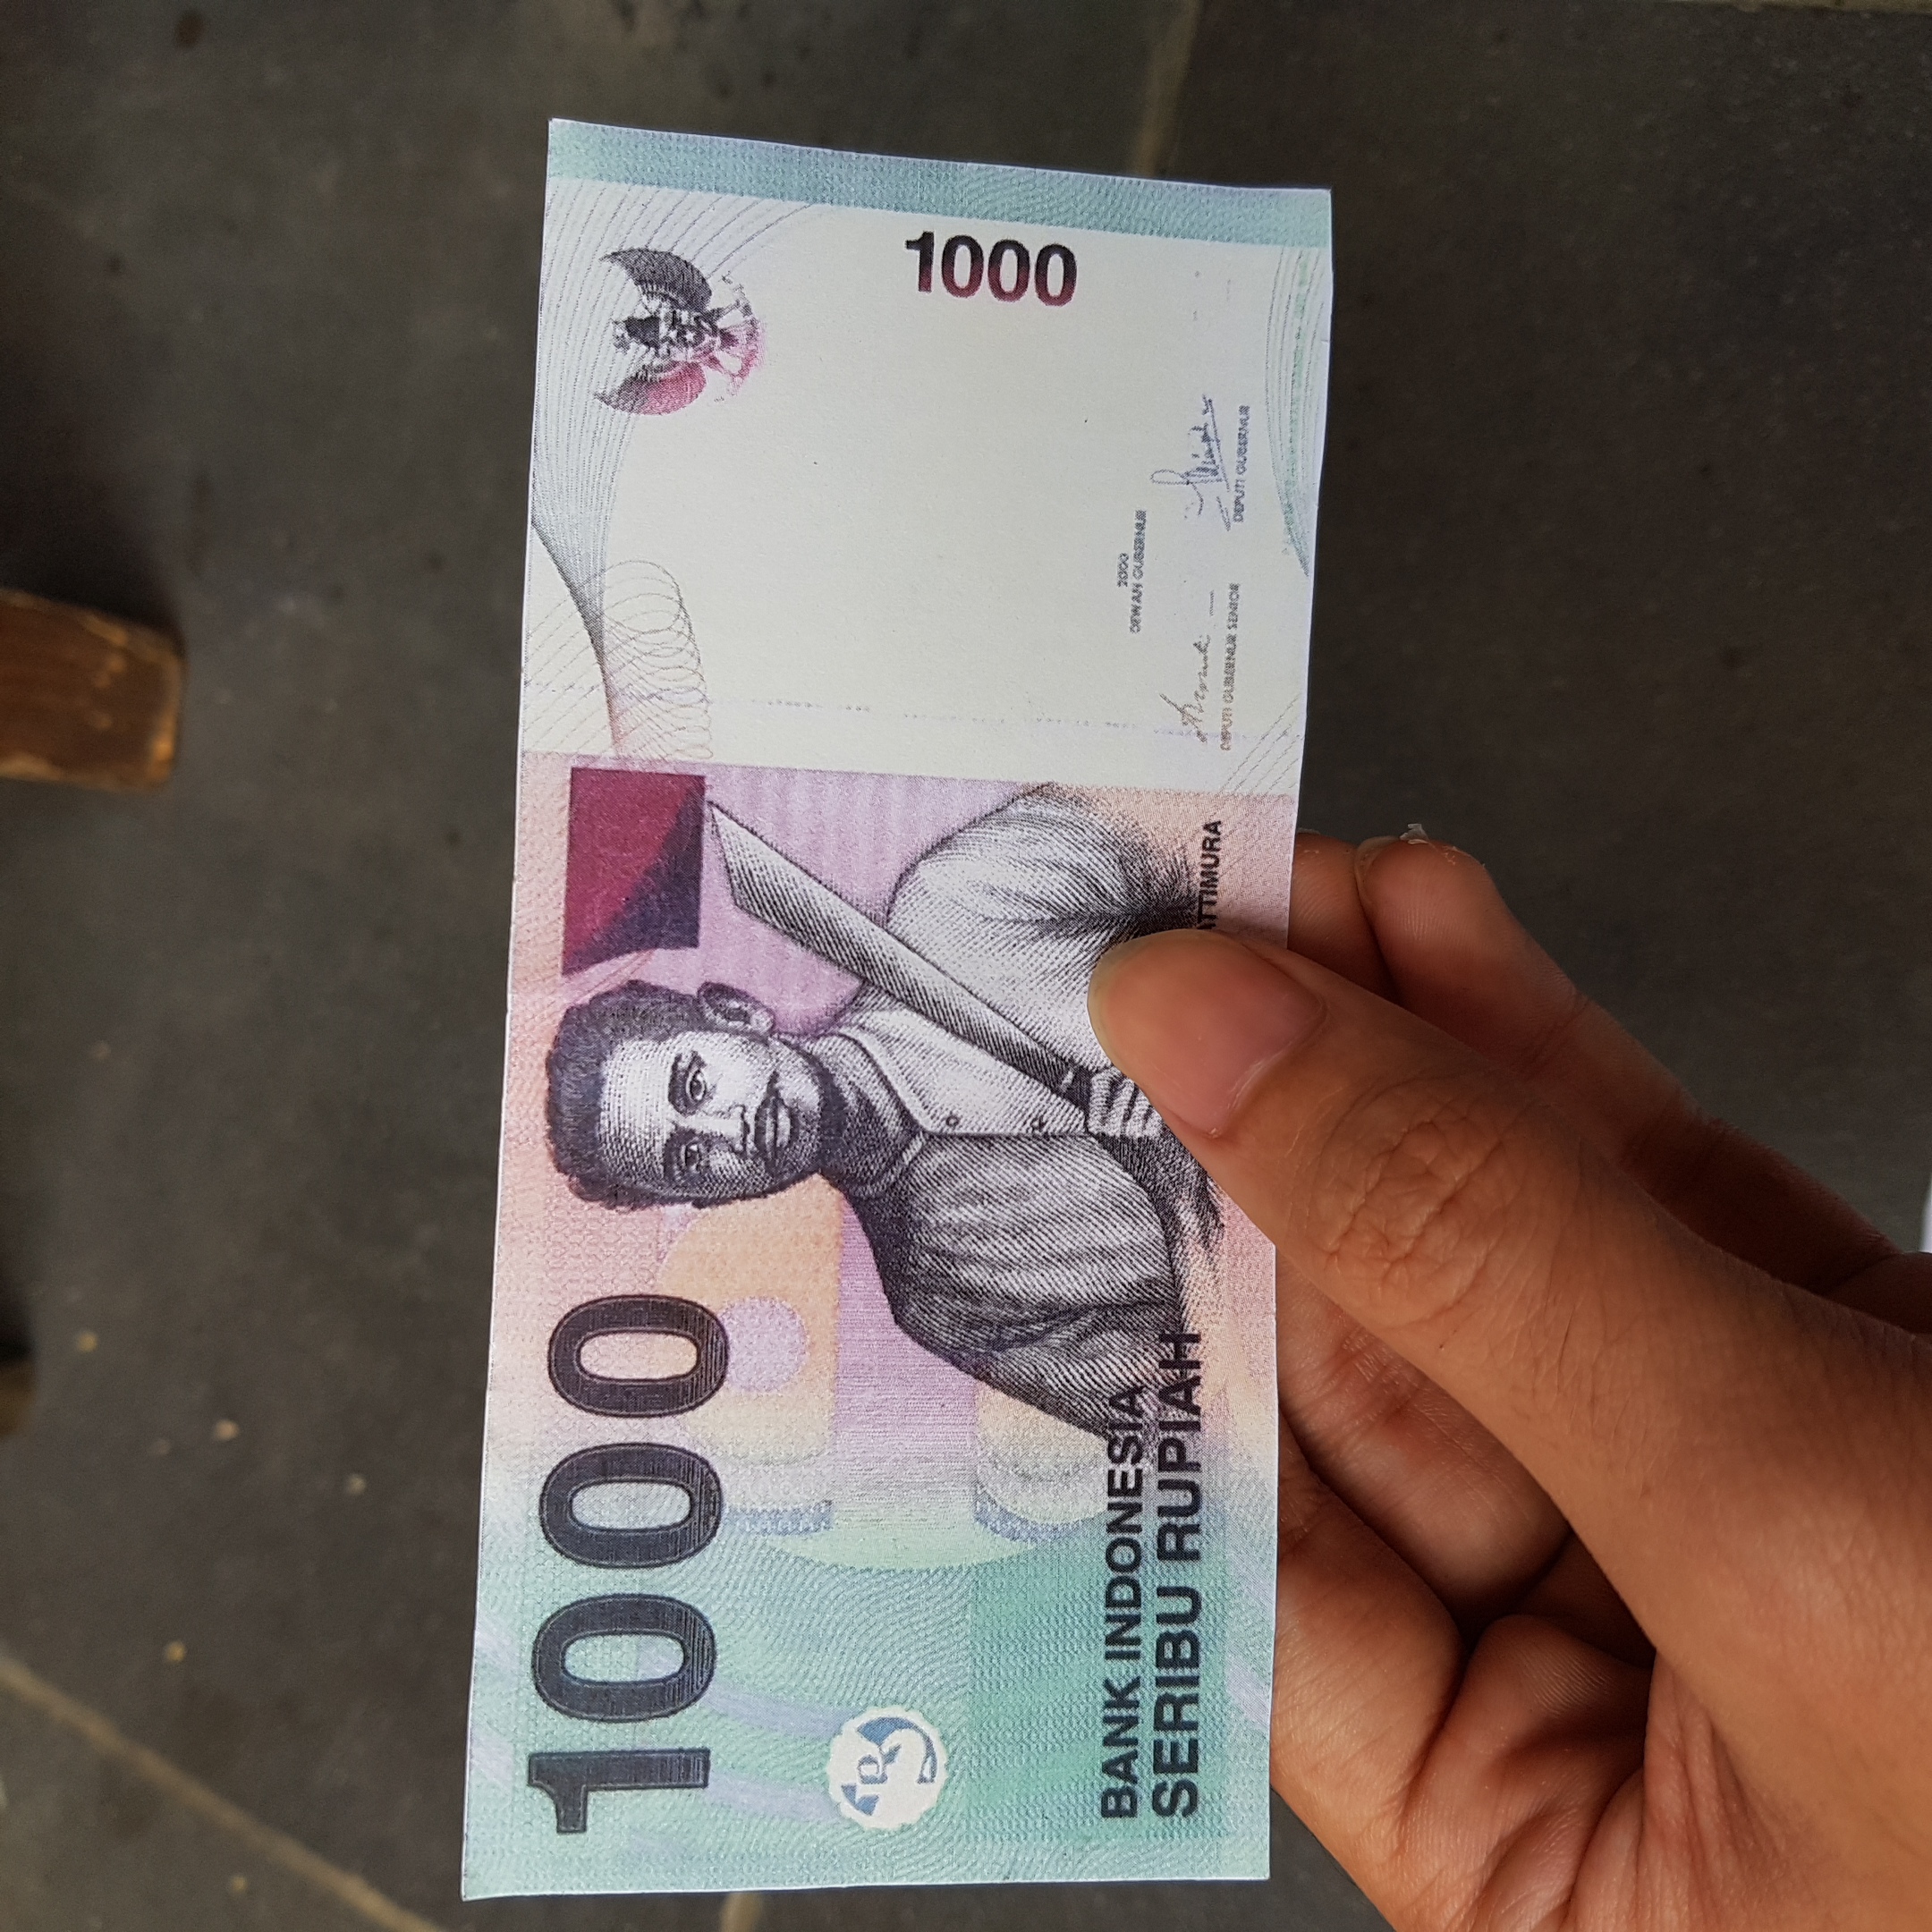 1000
BANK INDONESIA
SERIBU RUPIAH
ATTIMURA
1000
2000
DEWAN GUBERNUR
DEPUTI GUBERNUR SENIOR
DEPUTI GUBERNUR